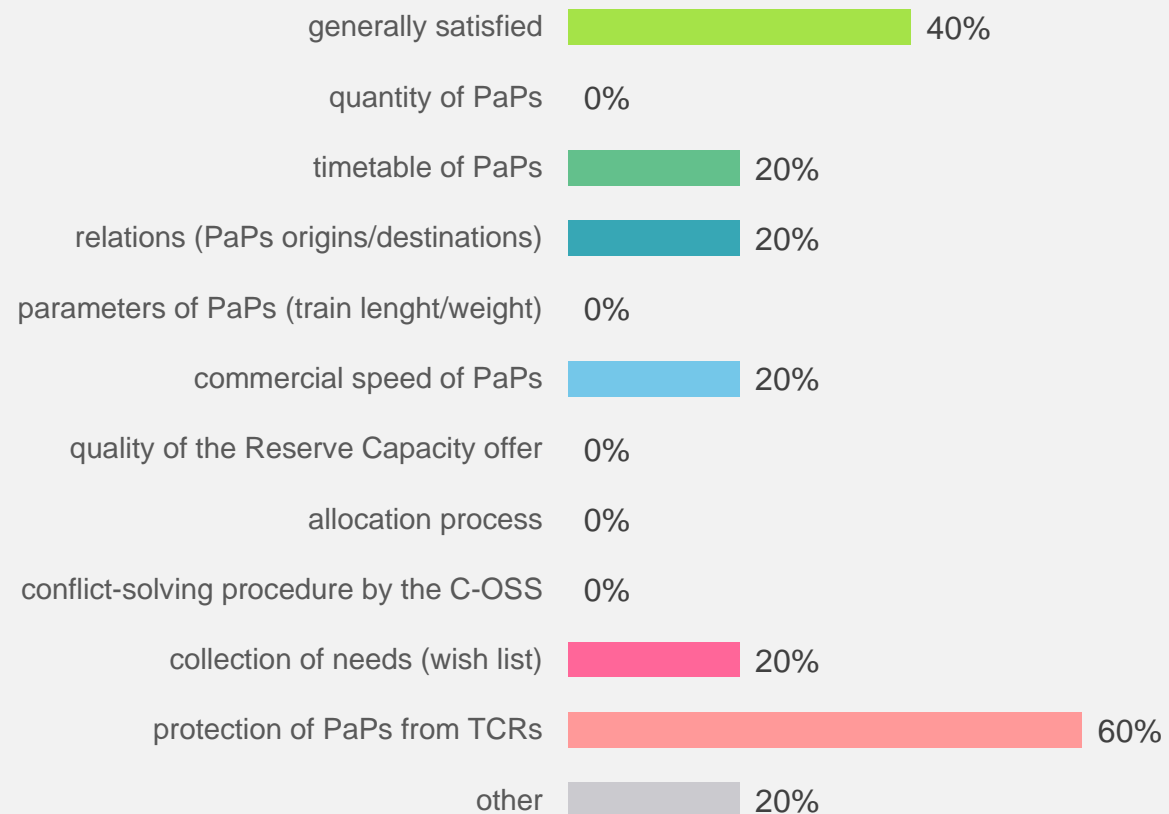 generally satisfied 40%
quantity of PaPs 0%
timetable of PaPs 20%
relations (PaPs origins/destinations) 20%
parameters of PaPs (train lenght/weight) 0%
commercial speed of PaPs 20%
quality of the Reserve Capacity offer 0%
allocation process 0%
conflict-solving procedure by the C-OSS 0%
collection of needs (wish list) 20%
protection of PaPs from TCRs 60%
other 20%